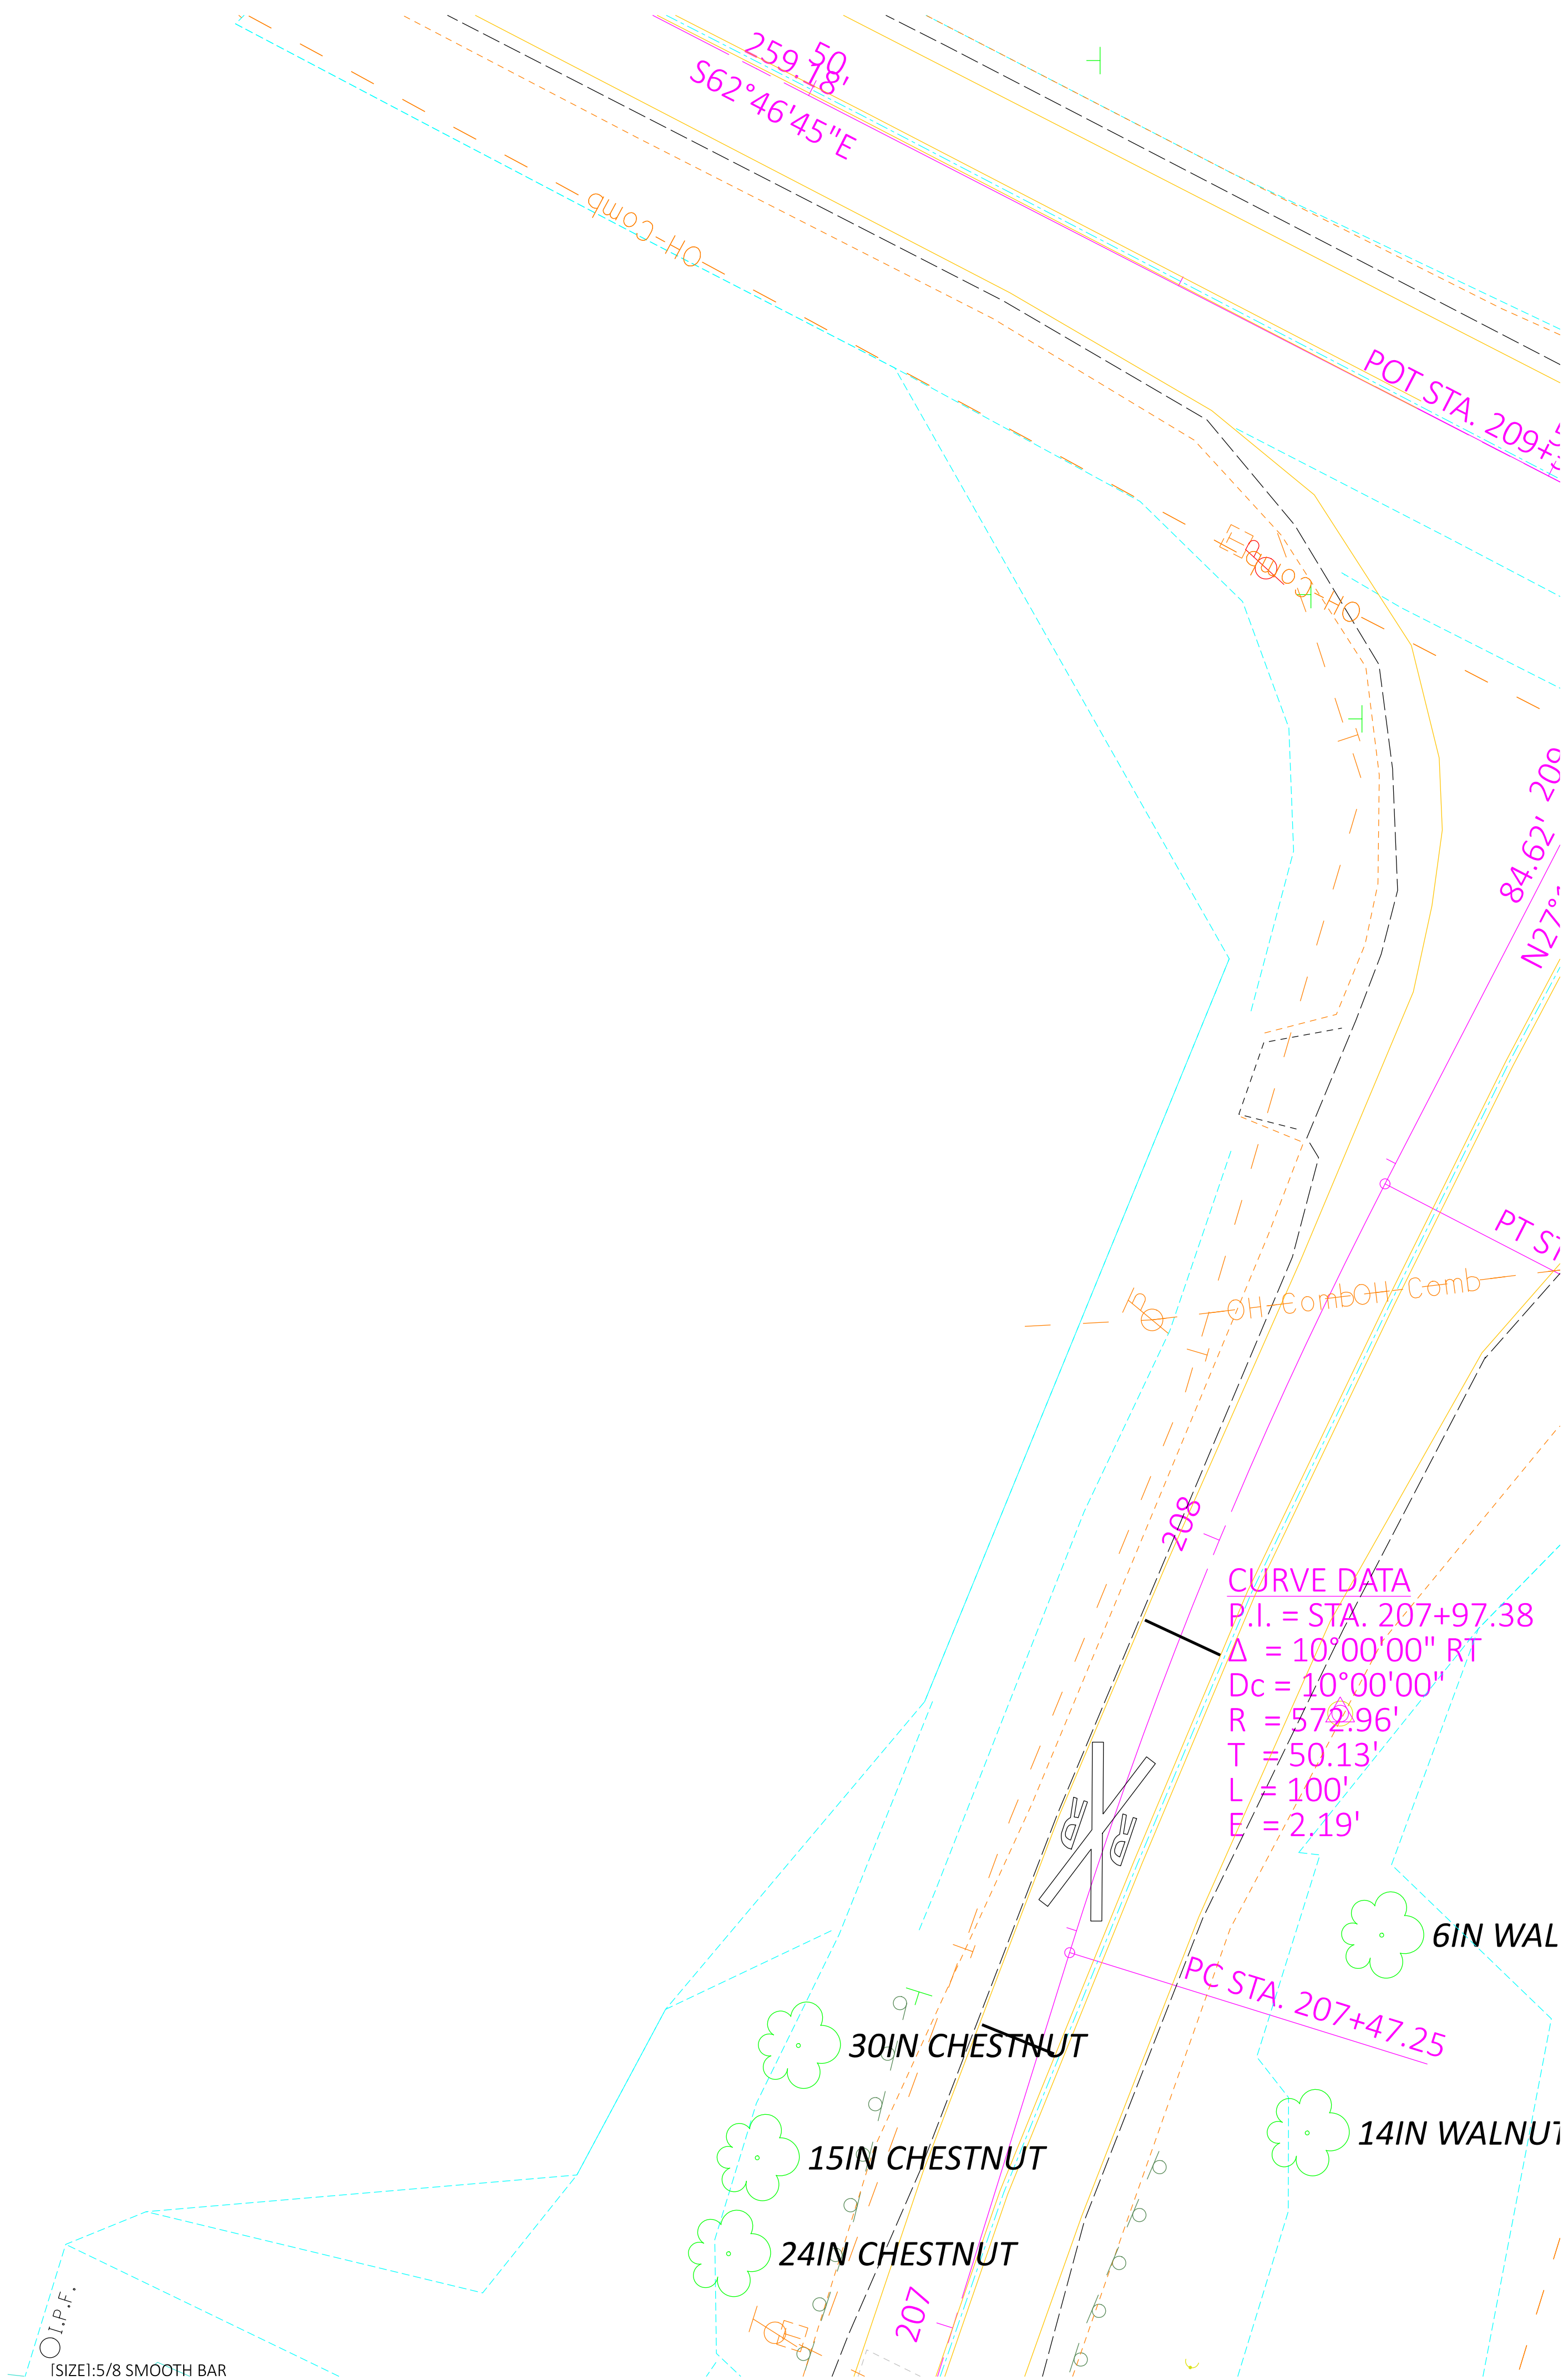 50
259.18'
S62°46'45"E
OH-Comb
POT STA. 209+
OH-Comb
T
84.62' 209
N27°
PT ST
OH-CombOH-Comb
T
208
CURVE DATA
P.I. = STA. 207+97.38
Δ = 10°00'00" RT
Dc = 10°00'00"
R = 572.96'
T = 50.13'
L = 100'
E = 2.19'
6IN WAL
PC STA. 207+47.25
30IN CHESTNUT
14IN WALNUT
15IN CHESTNUT
24IN CHESTNUT
207
I.P.F.
[SIZE]:5/8 SMOOTH BAR